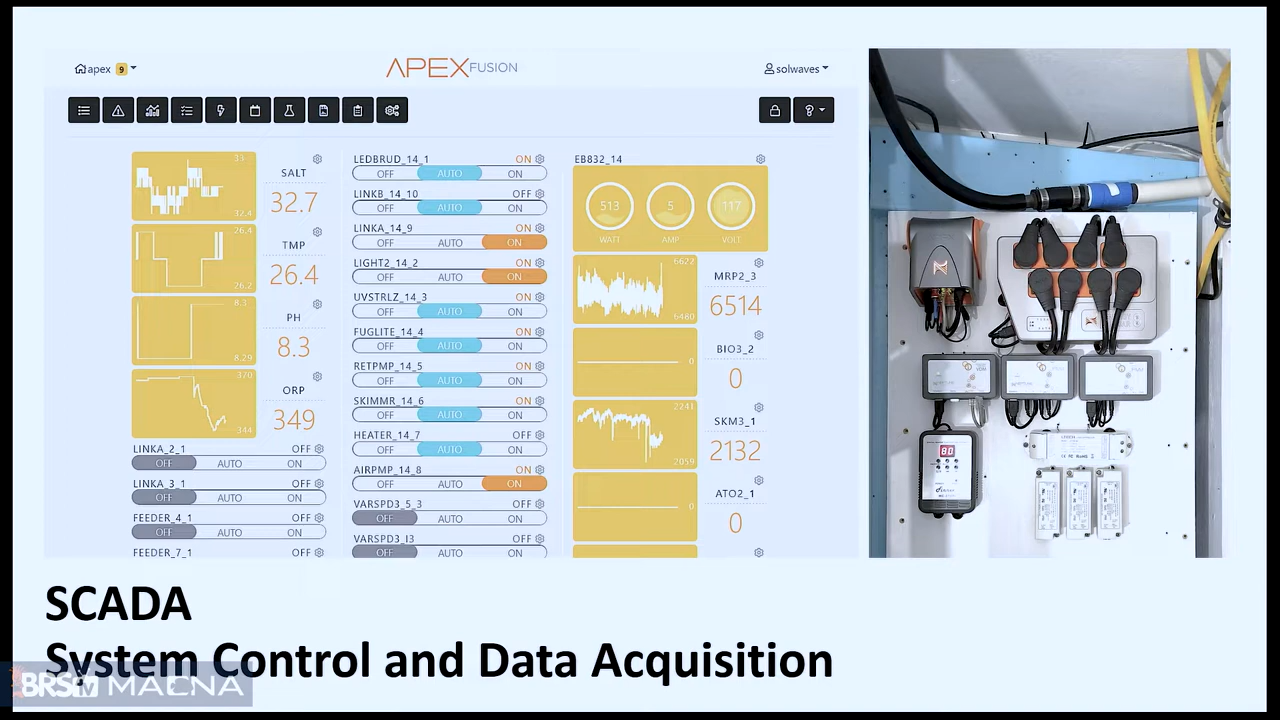 apex 9
APEX FUSION
solwaves
33
SALT
32.7
32.4
26.4
TMP
26.4
26.2
8.3
PH
8.3
8.29
370
ORP
349
344
LINKA_2_1 OFF
OFF AUTO ON
LINKA_3_1 OFF
OFF AUTO ON
FEEDER_4_1 OFF
OFF AUTO ON
FEEDER_7_1 OFF
LEDBRUD_14_1 ON
OFF AUTO ON
LINKB_14_10 OFF
OFF AUTO ON
LINKA_14_9 ON
OFF AUTO ON
LIGHT2_14_2 ON
OFF AUTO ON
UVSTRLZ_14_3 ON
OFF AUTO ON
FUGLITE_14_4 ON
OFF AUTO ON
RETPMP_14_5 ON
OFF AUTO ON
SKIMMR_14_6 ON
OFF AUTO ON
HEATER_14_7 OFF
OFF AUTO ON
AIRPMP_14_8 ON
OFF AUTO ON
VARSPD3_5_3 OFF
OFF AUTO ON
VARSPD3_I3 OFF
OFF AUTO ON
EB832_14
513 5 117
WATT AMP VOLT
6622
MRP2_3
6514
6460
BIO3_2
0
0
2241
SKM3_1
2132
2059
ATO2_1
0
0
80
SCADA
System Control and Data Acquisition
BRStv MACNA